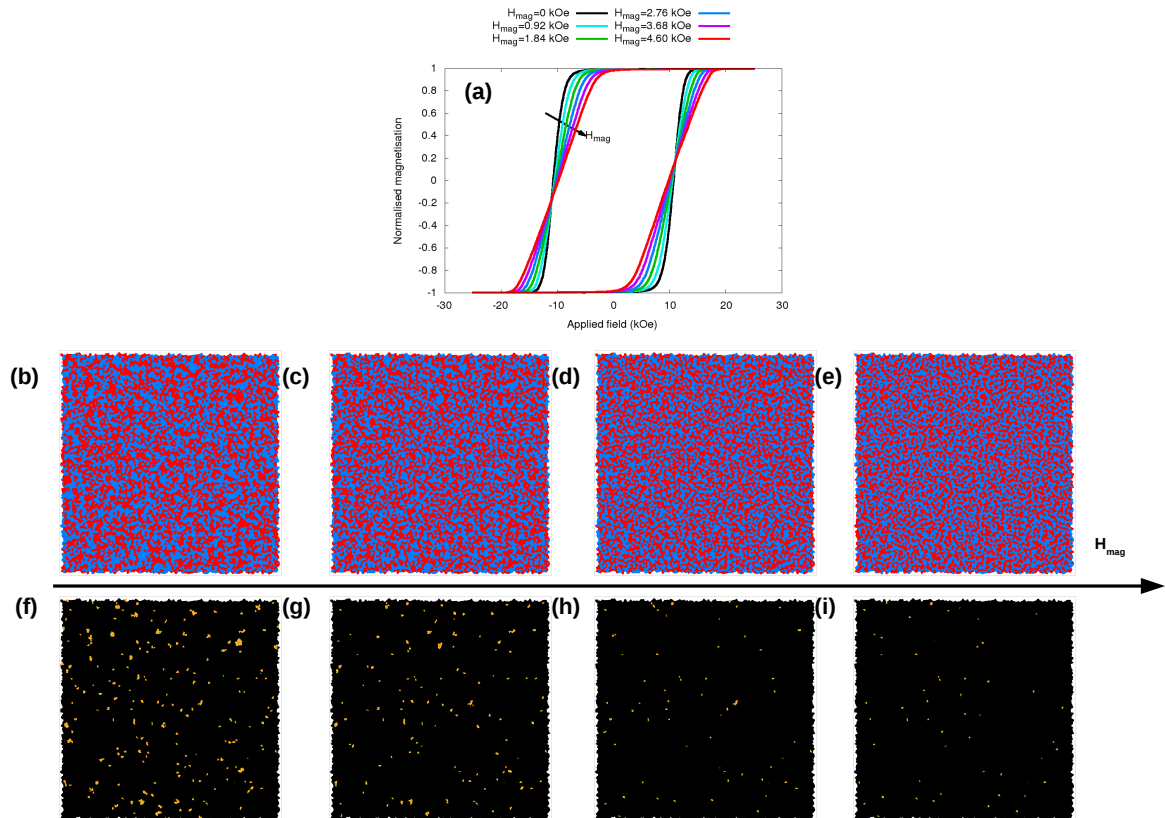 H_mag=0 kOe H_mag=2.76 kOe
H_mag=0.92 kOe H_mag=3.68 kOe
H_mag=1.84 kOe H_mag=4.60 kOe
(a)
H_mag
1
0.8
0.6
0.4
0.2
0
-0.2
-0.4
-0.6
-0.8
-1
Normalised magnetisation
-30 -20 -10 0 10 20 30
Applied field (kOe)
(b) (c) (d) (e)
H_mag
(f) (g) (h) (i)